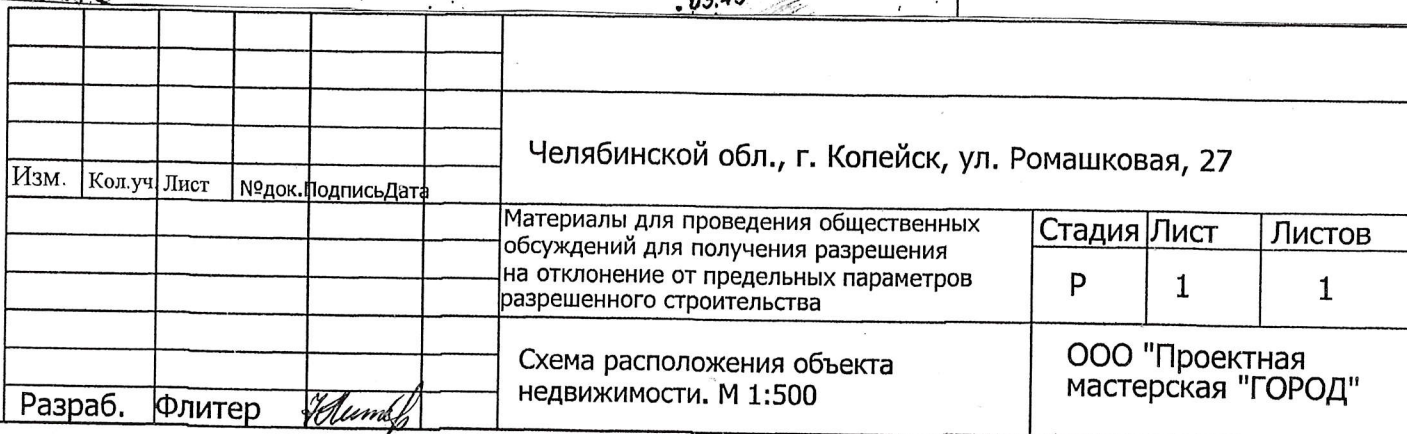 Челябинской обл., г. Копейск, ул. Ромашковая, 27
Изм. Кол.уч. Лист №док. Подпись Дата
Материалы для проведения общественных
обсуждений для получения разрешения
на отклонение от предельных параметров
разрешенного строительства
Стадия Лист Листов
Р 1 1
Схема расположения объекта
недвижимости. М 1:500
ООО "Проектная
мастерская "ГОРОД"
Разраб. Флитер